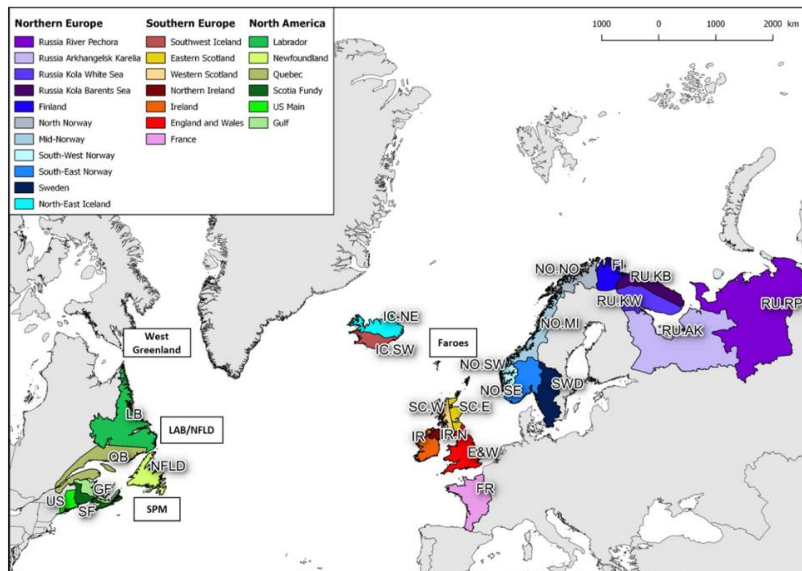 Northern Europe
Russia River Pechora
Russia Arkhangelsk Karelia
Russia Kola White Sea
Russia Kola Barents Sea
Finland
North Norway
Mid-Norway
South-West Norway
South-East Norway
Sweden
North-East Iceland
Southern Europe
Southwest Iceland
Eastern Scotland
Western Scotland
Northern Ireland
Ireland
England and Wales
France
North America
Labrador
Newfoundland
Quebec
Scotia Fundy
US Main
Gulf
1000 0 1000 2000 km
NO.NO
FI
RU.KB
RU.KW
RU.RP
RU.AK
IC.NE
IC.SW
NO.MI
West
Greenland
Faroes
NO.SW
NO.SE
SWD
SC.W
SC.E
LB
LAB/NFLD
IR
IR.N
E&W
QB
NFLD
GF
US
SF
SPM
FR